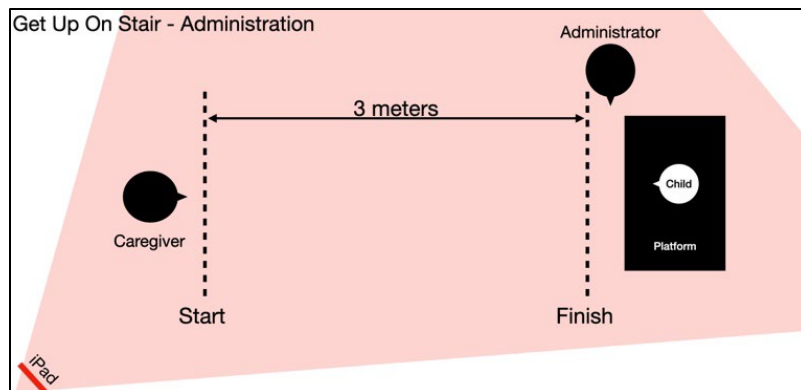 Get Up On Stair - Administration
Administrator
3 meters
Child
Caregiver
Platform
Start
Finish
iPad